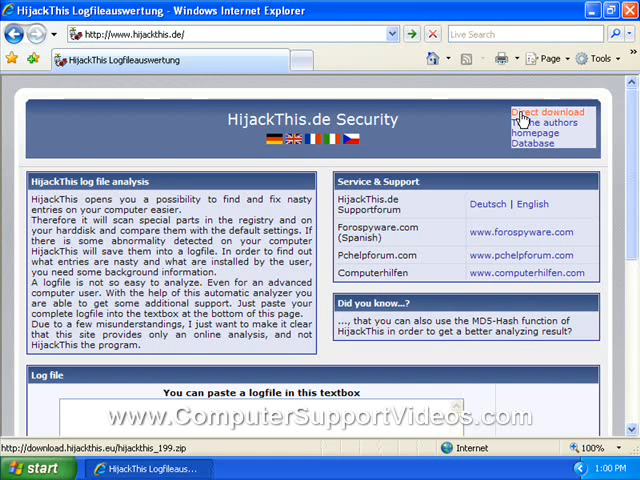 HijackThis Logfileauswertung - Windows Internet Explorer
http://www.hijackthis.de/
Live Search
HijackThis Logfileauswertung
Page
Tools
HijackThis.de Security
Direct download
homepage
Database
HijackThis log file analysis
HijackThis opens you a possibility to find and fix nasty
entries on your computer easier.
Therefore it will scan special parts in the registry and on
your harddisk and compare them with the default settings. If
there is some abnormality detected on your computer
HijackThis will save them into a logfile. In order to find out
what entries are nasty and what are installed by the user,
you need some background information.
A logfile is not so easy to analyze. Even for an advanced
computer user. With the help of this automatic analyzer you
are able to get some additional support. Just paste your
complete logfile into the textbox at the bottom of this page.
Due to a few misunderstandings, I just want to make it clear
that this site provides only an online analysis, and not
HijackThis the program.
Service & Support
HijackThis.de
Supportforum
Deutsch | English
Forospyware.com
(Spanish)
www.forospyware.com
Pchelpforum.com
www.pchelpforum.com
Computerhilfen
www.computerhilfen.com
Did you know...?
..., that you can also use the MD5-Hash function of
HijackThis in order to get a better analyzing result?
Log file
You can paste a logfile in this textbox
www.ComputerSupportVideos.com
http://download.hijackthis.eu/hijackthis_199.zip
Internet
100%
start
HijackThis Logfileaus...
1:00 PM